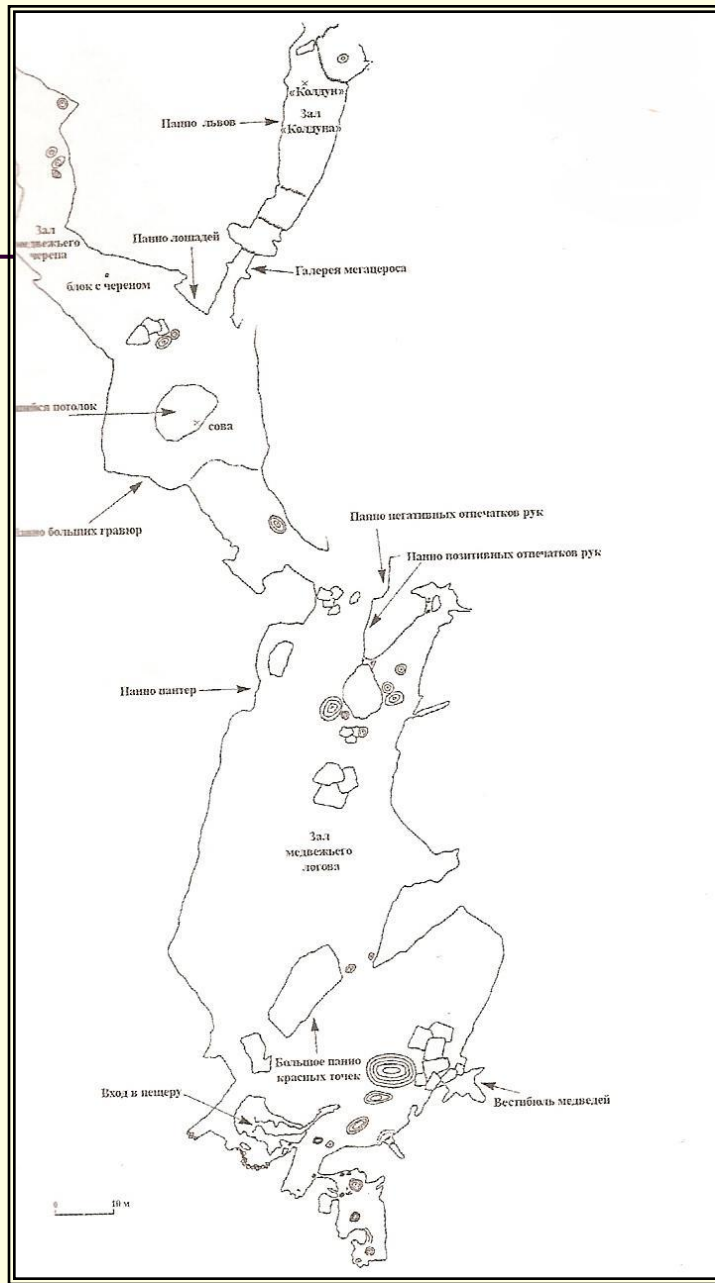 «Колдун»
Зал
«Колдуна»
Панно львов
Зал
медвежьего
черепа
Панно лошадей
Галерея мегацероса
блок с черепом
потолок
сова
больших гравюр
Панно негативных отпечатков рук
Панно позитивных отпечатков рук
Панно пантер
Зал
медвежьего
логова
Большое панно
красных точек
Вход в пещеру
Вестибюль медведей
0 10 м